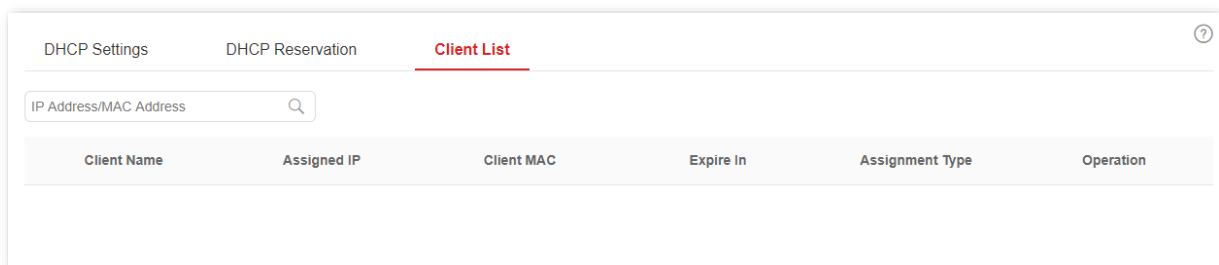 DHCP Settings DHCP Reservation Client List
?
IP Address/MAC Address
Client Name Assigned IP Client MAC Expire In Assignment Type Operation